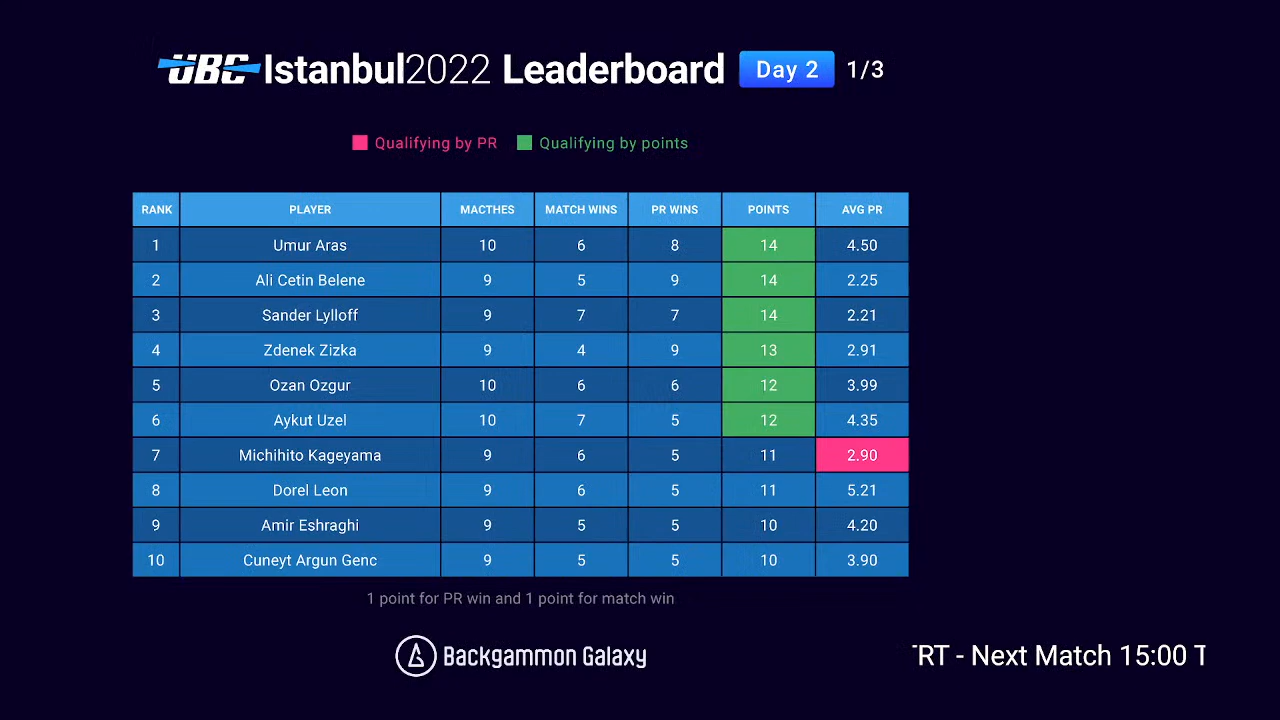 UBC Istanbul2022 Leaderboard Day 2 1/3
Qualifying by PR Qualifying by points
RANK PLAYER MACTHES MATCH WINS PR WINS POINTS AVG PR
1 Umur Aras 10 6 8 14 4.50
2 Ali Cetin Belene 9 5 9 14 2.25
3 Sander Lylloff 9 7 7 14 2.21
4 Zdenek Zizka 9 4 9 13 2.91
5 Ozan Ozgur 10 6 6 12 3.99
6 Aykut Uzel 10 7 5 12 4.35
7 Michihito Kageyama 9 6 5 11 2.90
8 Dorel Leon 9 6 5 11 5.21
9 Amir Eshraghi 9 5 5 10 4.20
10 Cuneyt Argun Genc 9 5 5 10 3.90
1 point for PR win and 1 point for match win
Backgammon Galaxy
TRT - Next Match 15:00 T